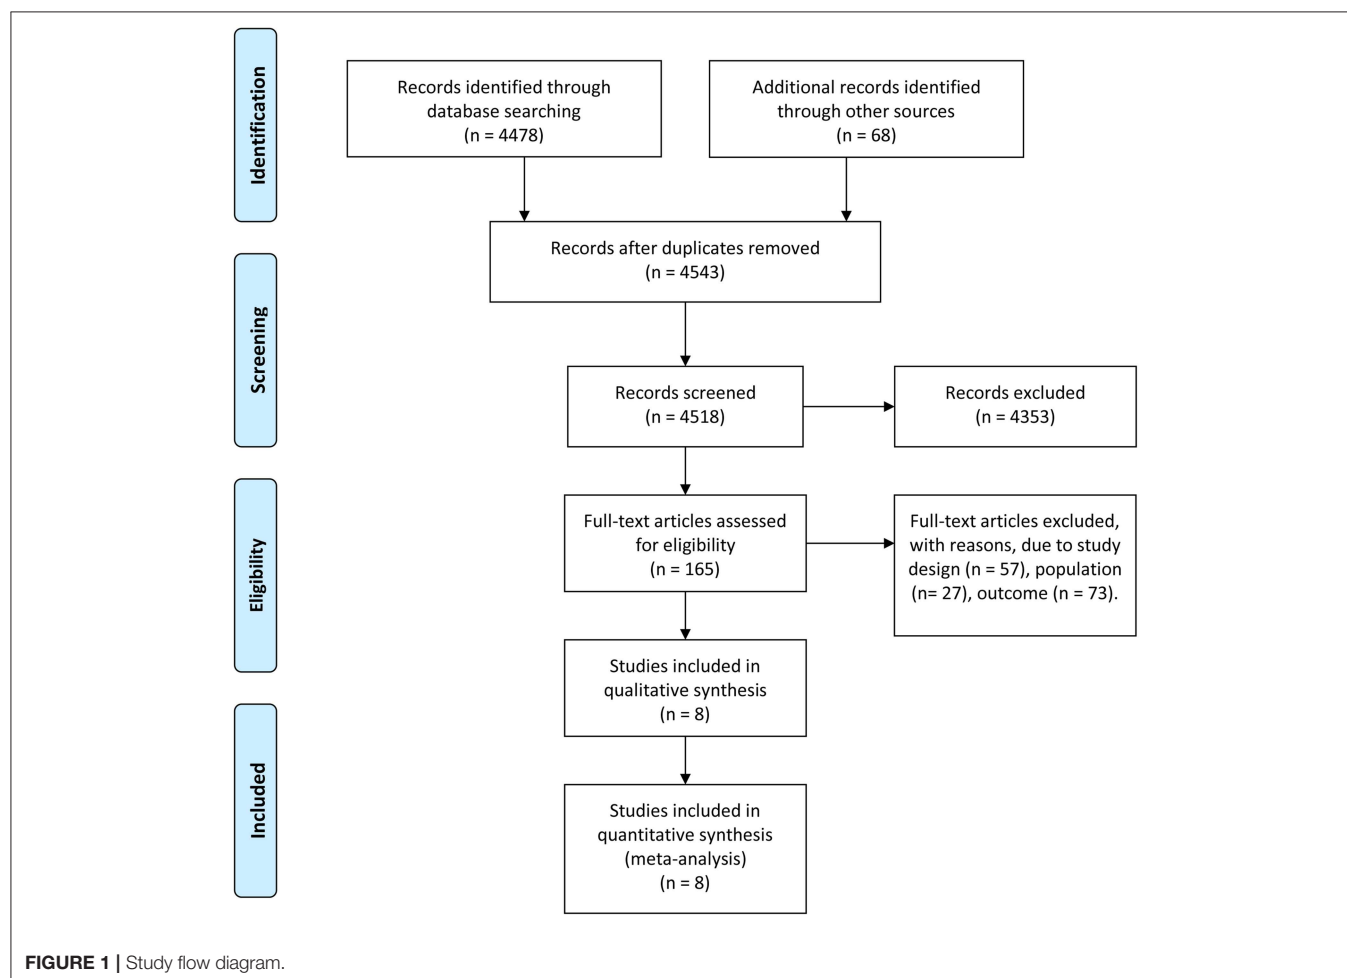 Identification
Records identified through
database searching
(n = 4478)
Additional records identified
through other sources
(n = 68)
Records after duplicates removed
(n = 4543)
Screening
Records screened
(n = 4518)
Records excluded
(n = 4353)
Eligibility
Full-text articles assessed
for eligibility
(n = 165)
Full-text articles excluded,
with reasons, due to study
design (n = 57), population
(n= 27), outcome (n = 73).
Studies included in
qualitative synthesis
(n = 8)
Included
Studies included in
quantitative synthesis
(meta-analysis)
(n = 8)
FIGURE 1 | Study flow diagram.